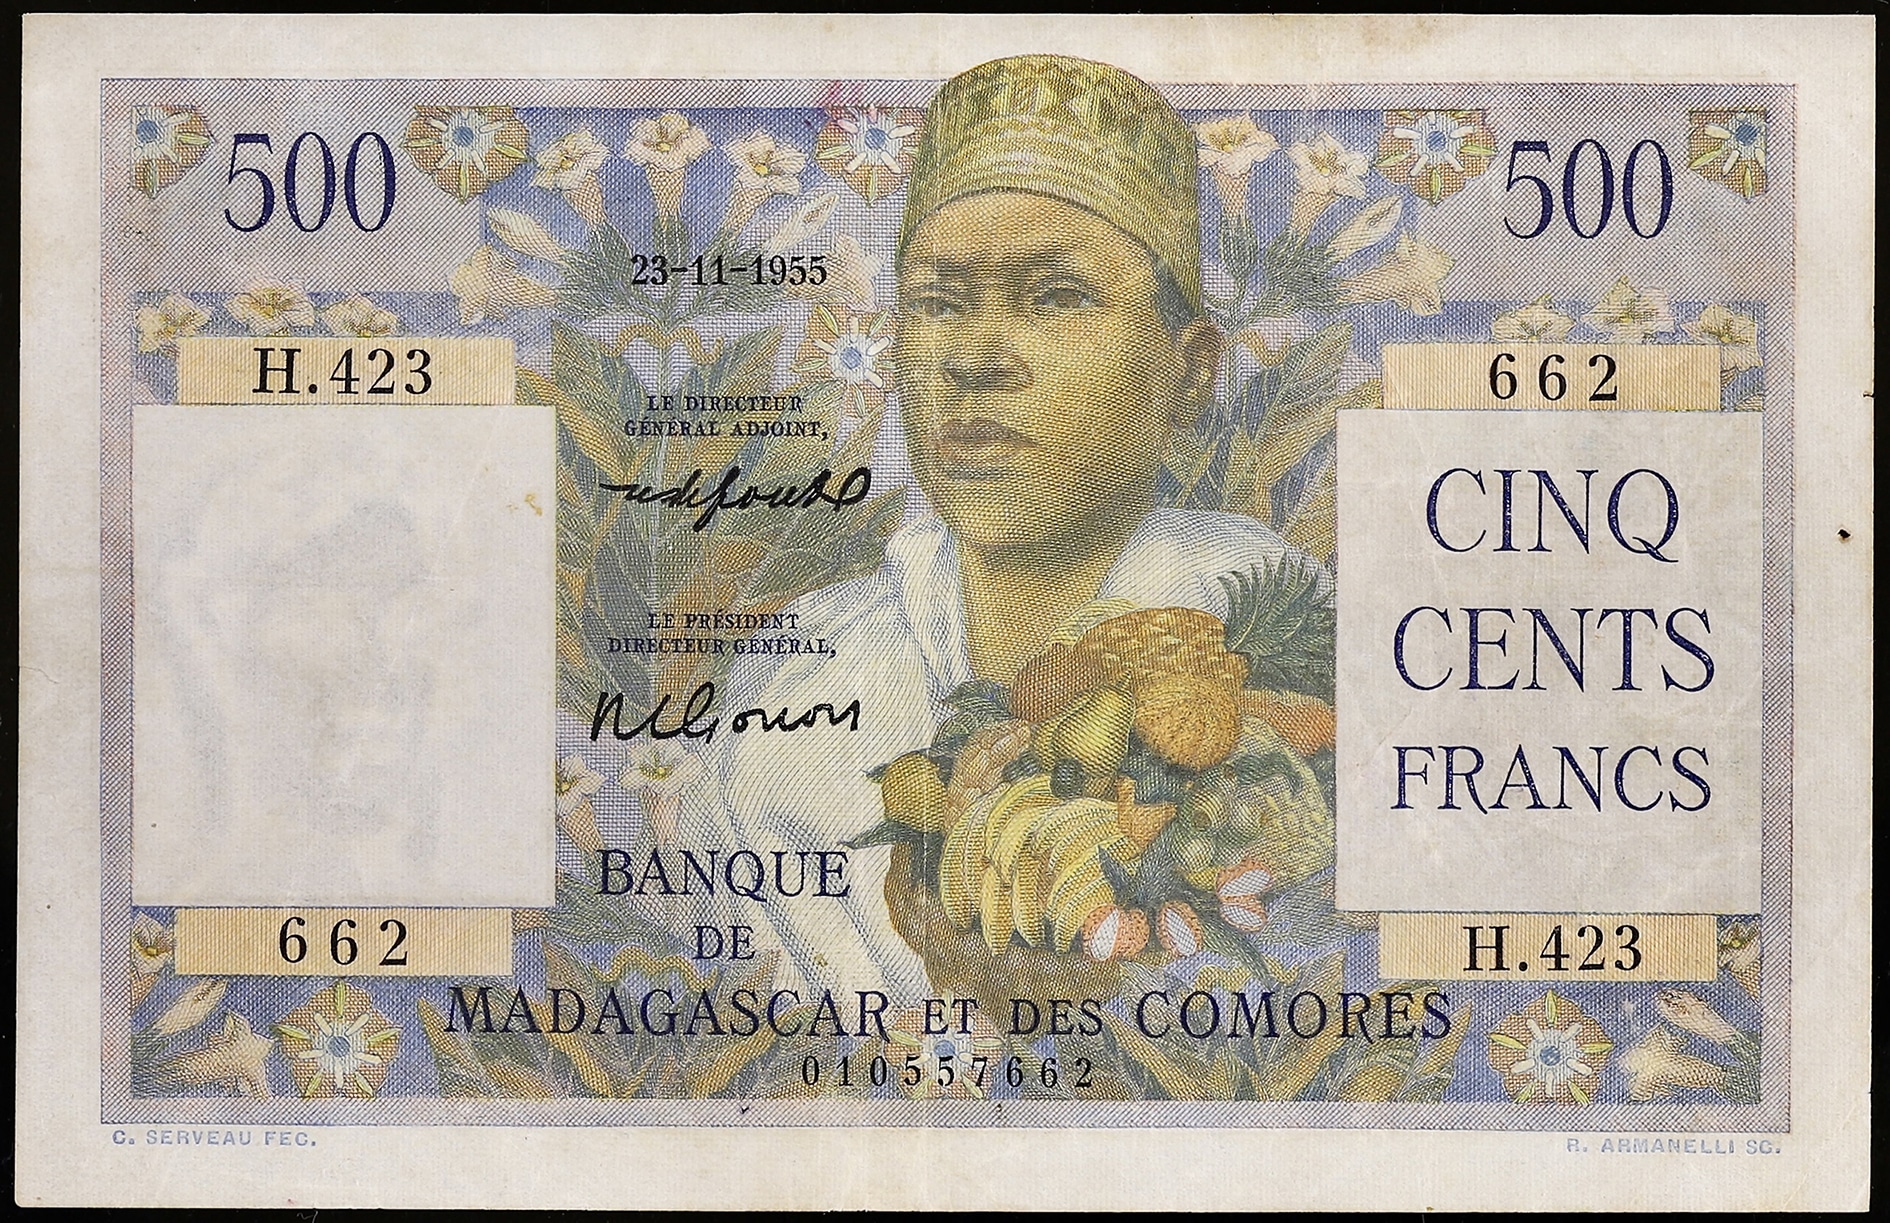 500
500
23-11-1955
H.423
662
LE DIRECTEUR
GÉNÉRAL ADJOINT,
CINQ
CENTS
FRANCS
LE PRÉSIDENT
DIRECTEUR GÉNÉRAL,
BANQUE
DE
662
H.423
MADAGASCAR ET DES COMORES
010557662
C. SERVEAU FEC.
R. ARMANELLI SC.